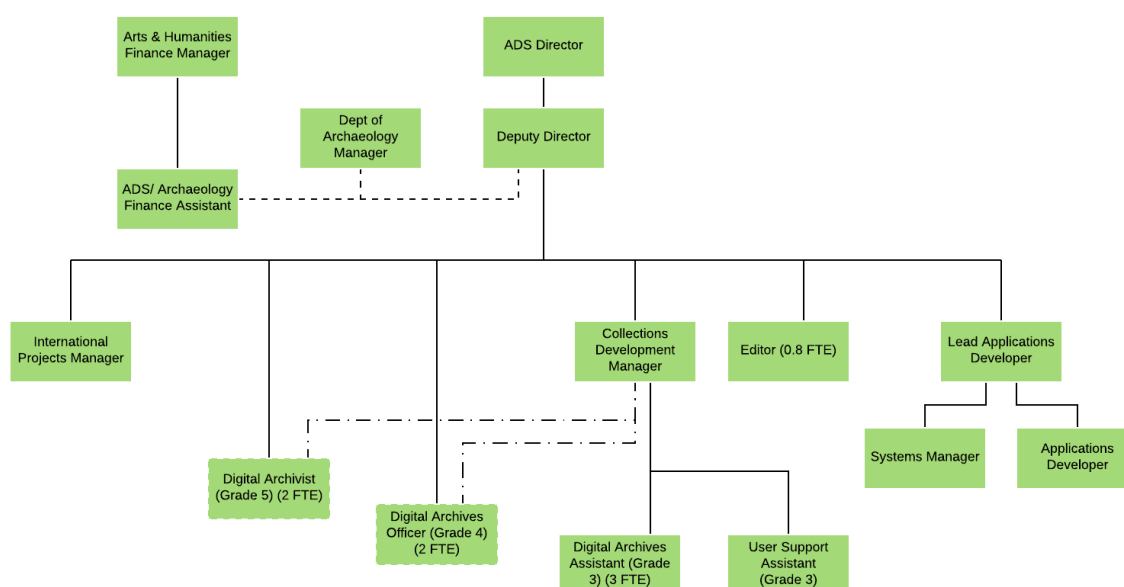 Arts & Humanities
Finance Manager
ADS Director
Dept of
Archaeology
Manager
Deputy Director
ADS/ Archaeology
Finance Assistant
International
Projects Manager
Collections
Development
Manager
Editor (0.8 FTE)
Lead Applications
Developer
Systems Manager
Applications
Developer
Digital Archivist
(Grade 5) (2 FTE)
Digital Archives
Officer (Grade 4)
(2 FTE)
Digital Archives
Assistant (Grade
3) (3 FTE)
User Support
Assistant
(Grade 3)